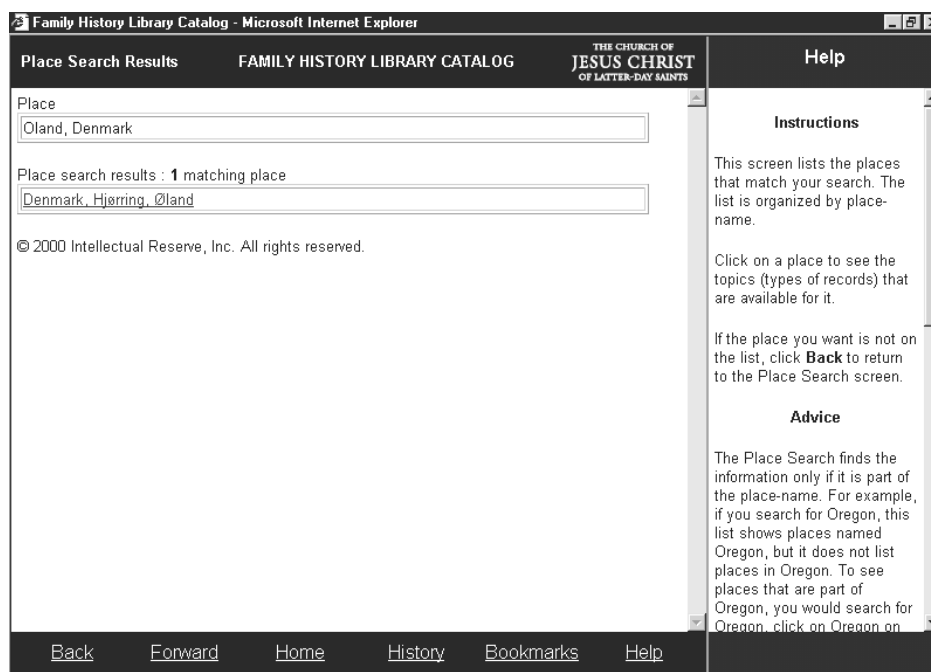 Family History Library Catalog - Microsoft Internet Explorer
Place Search Results
FAMILY HISTORY LIBRARY CATALOG
THE CHURCH OF
JESUS CHRIST
OF LATTER-DAY SAINTS
Place
Oland, Denmark
Place search results : 1 matching place
Denmark, Hjørring, Øland
© 2000 Intellectual Reserve, Inc. All rights reserved.
Back Forward Home History Bookmarks Help
Help
Instructions
This screen lists the places
that match your search. The
list is organized by place-
name.
Click on a place to see the
topics (types of records) that
are available for it.
If the place you want is not on
the list, click Back to return
to the Place Search screen.
Advice
The Place Search finds the
information only if it is part of
the place-name. For example,
if you search for Oregon, this
list shows places named
Oregon, but it does not list
places in Oregon. To see
places that are part of
Oregon, you would search for
Oregon, click on Oregon on